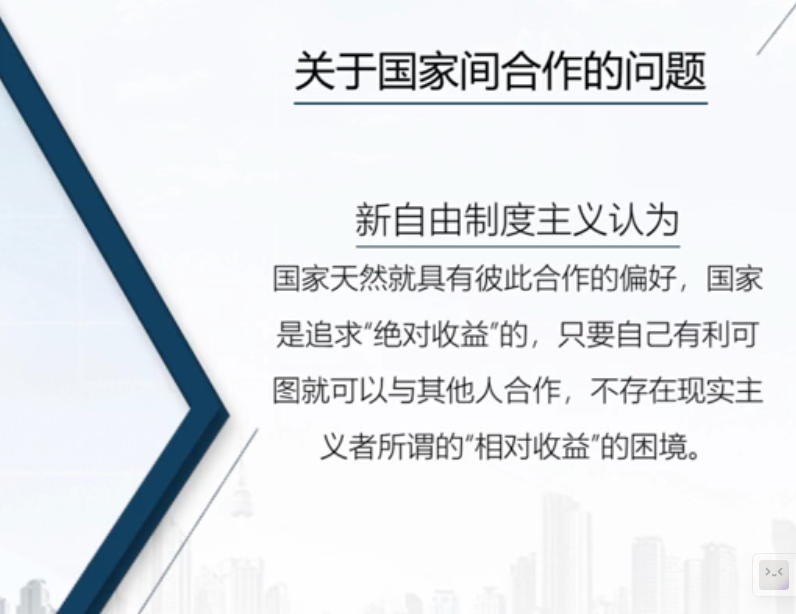 关于国家间合作的问题
新自由制度主义认为
国家天然就具有彼此合作的偏好，国家
是追求“绝对收益”的，只要自己有利可
图就可以与其他人合作，不存在现实主
义者所谓的“相对收益”的困境。